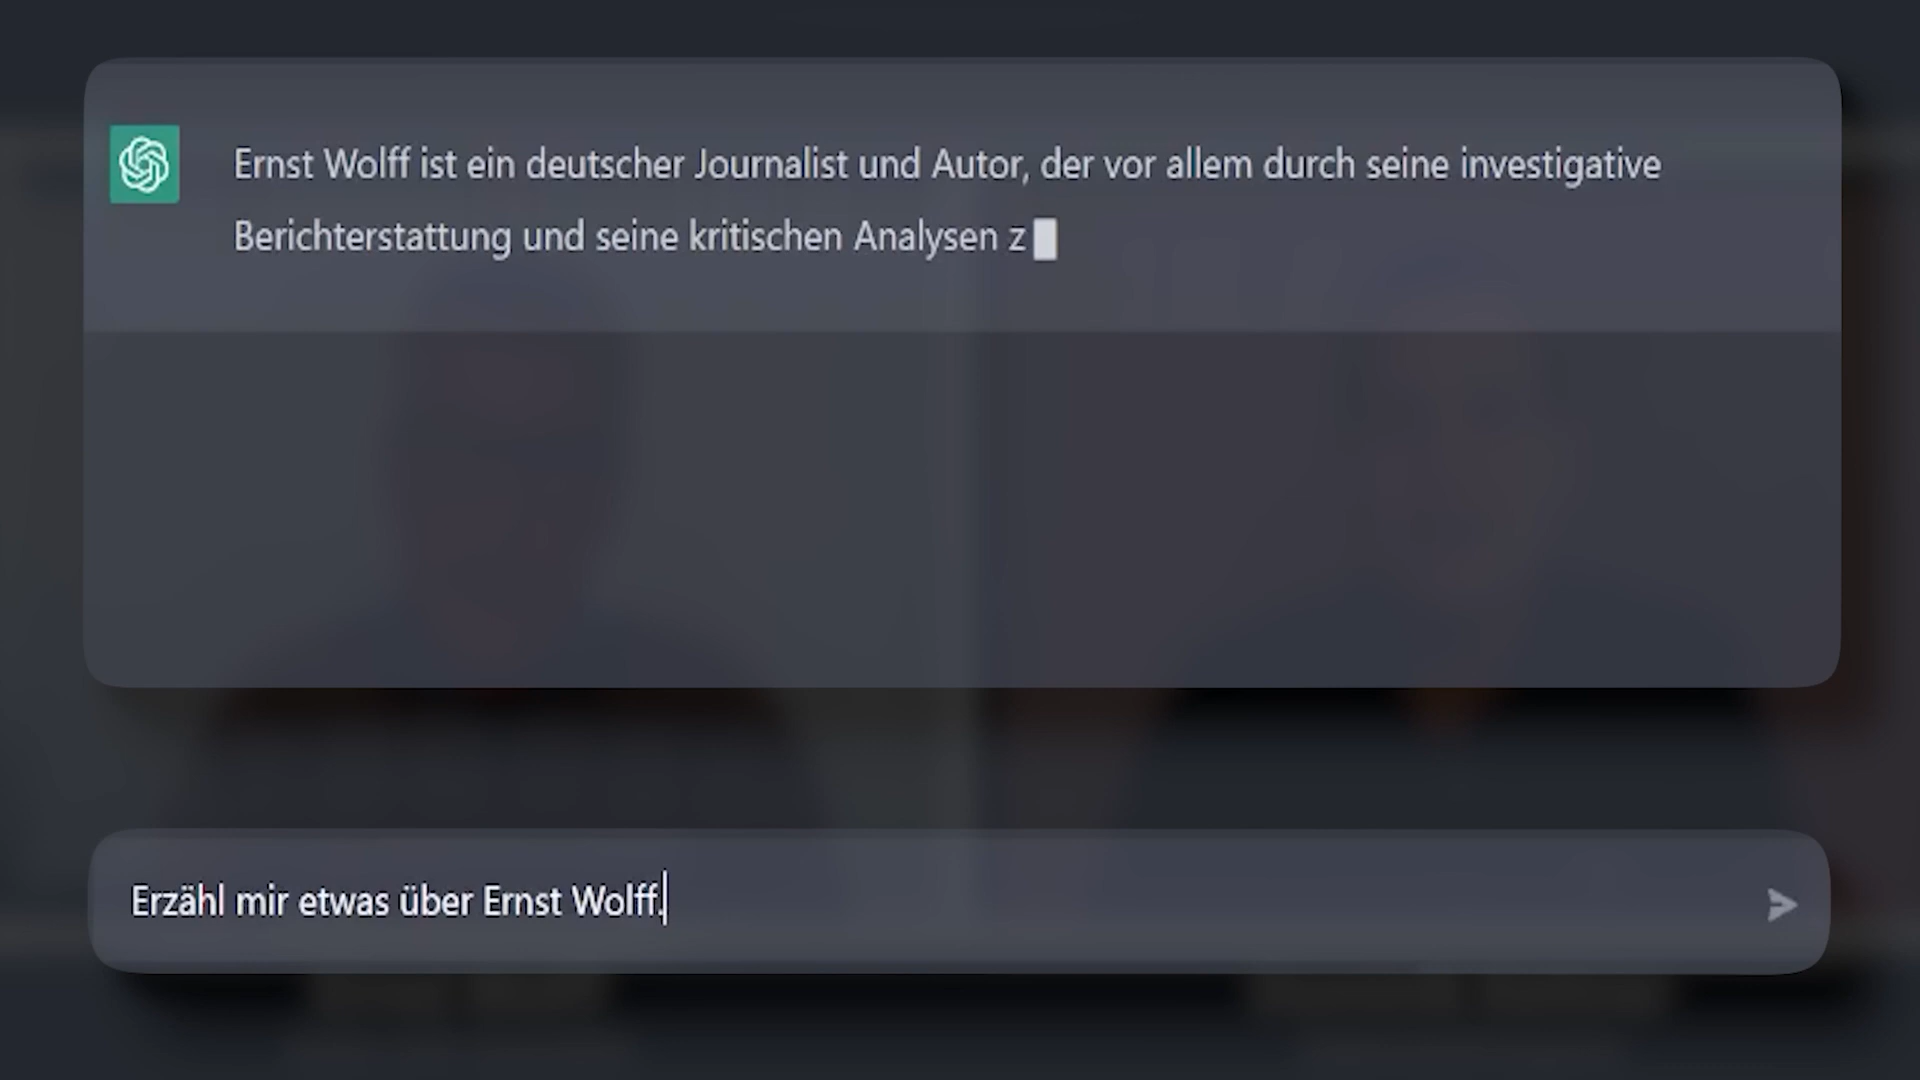 Ernst Wolff ist ein deutscher Journalist und Autor, der vor allem durch seine investigative
Berichterstattung und seine kritischen Analysen z
Erzähl mir etwas über Ernst Wolff.